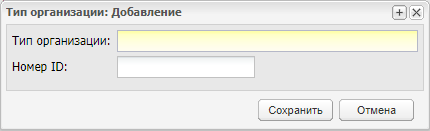 Тип организации: Добавление
Тип организации:
Номер ID:
Сохранить Отмена